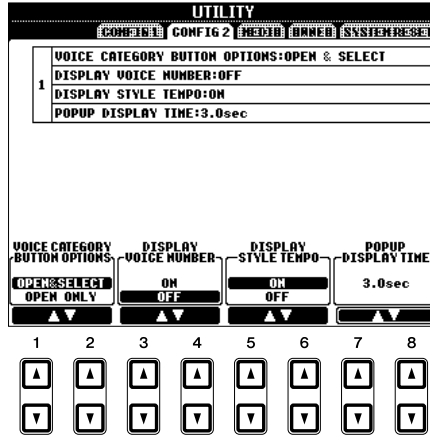 UTILITY
CONFIG 1 CONFIG 2 MEDIA OWNER SYSTEM RESET
1
VOICE CATEGORY BUTTON OPTIONS:OPEN & SELECT
DISPLAY VOICE NUMBER:OFF
DISPLAY STYLE TEMPO:ON
POPUP DISPLAY TIME:3.0sec
VOICE CATEGORY BUTTON OPTIONS DISPLAY VOICE NUMBER DISPLAY STYLE TEMPO POPUP DISPLAY TIME
OPEN&SELECT ON ON 3.0sec
OPEN ONLY OFF OFF
1 2 3 4 5 6 7 8